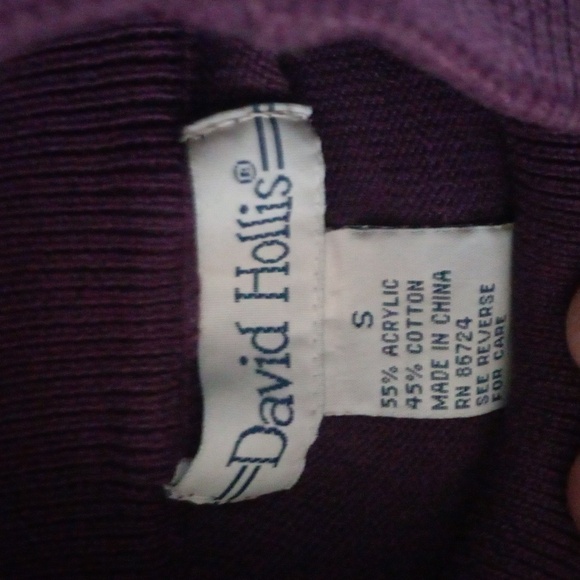 David Hollis®
S
55% ACRYLIC
45% COTTON
MADE IN CHINA
RN 86724
SEE REVERSE
FOR CARE